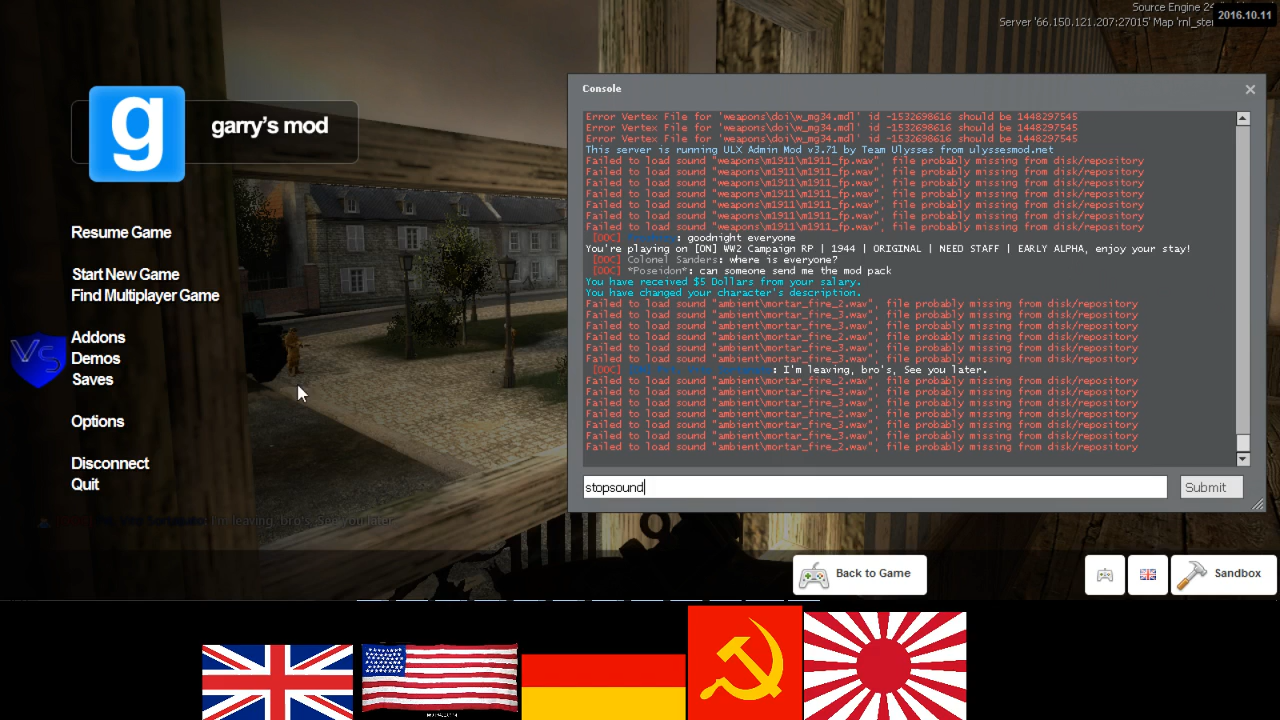 Source Engine 24
2016.10.11
Server '66.150.121.207:27015' Map 'rnl_ste
g
garry's mod
Resume Game
Start New Game
Find Multiplayer Game
Addons
Demos
Saves
Options
Disconnect
Quit
VS
Console
Error Vertex File for 'weapons\doi\w_mg34.mdl' id -1532698616 should be 1448297545
Error Vertex File for 'weapons\doi\w_mg34.mdl' id -1532698616 should be 1448297545
Error Vertex File for 'weapons\doi\w_mg34.mdl' id -1532698616 should be 1448297545
This server is running ULX Admin Mod v3.71 by Team Ulysses from ulyssesmod.net
Failed to load sound "weapons\m1911\m1911_fp.wav", file probably missing from disk/repository
Failed to load sound "weapons\m1911\m1911_fp.wav", file probably missing from disk/repository
Failed to load sound "weapons\m1911\m1911_fp.wav", file probably missing from disk/repository
Failed to load sound "weapons\m1911\m1911_fp.wav", file probably missing from disk/repository
Failed to load sound "weapons\m1911\m1911_fp.wav", file probably missing from disk/repository
Failed to load sound "weapons\m1911\m1911_fp.wav", file probably missing from disk/repository
Failed to load sound "weapons\m1911\m1911_fp.wav", file probably missing from disk/repository
[OOC] : goodnight everyone
You're playing on [ON] WW2 Campaign RP | 1944 | ORIGINAL | NEED STAFF | EARLY ALPHA, enjoy your stay!
[OOC] Colonel Sanders: where is everyone?
[OOC] *Poseidon*: can someone send me the mod pack
You have received $5 Dollars from your salary.
You have changed your character's description.
Failed to load sound "ambient\mortar_fire_2.wav", file probably missing from disk/repository
Failed to load sound "ambient\mortar_fire_3.wav", file probably missing from disk/repository
Failed to load sound "ambient\mortar_fire_3.wav", file probably missing from disk/repository
Failed to load sound "ambient\mortar_fire_2.wav", file probably missing from disk/repository
Failed to load sound "ambient\mortar_fire_3.wav", file probably missing from disk/repository
Failed to load sound "ambient\mortar_fire_3.wav", file probably missing from disk/repository
[OOC] : I'm leaving, bro's, See you later.
Failed to load sound "ambient\mortar_fire_2.wav", file probably missing from disk/repository
Failed to load sound "ambient\mortar_fire_3.wav", file probably missing from disk/repository
Failed to load sound "ambient\mortar_fire_3.wav", file probably missing from disk/repository
Failed to load sound "ambient\mortar_fire_2.wav", file probably missing from disk/repository
Failed to load sound "ambient\mortar_fire_3.wav", file probably missing from disk/repository
Failed to load sound "ambient\mortar_fire_3.wav", file probably missing from disk/repository
Failed to load sound "ambient\mortar_fire_2.wav", file probably missing from disk/repository
stopsound
Submit
I'm leaving, bro's, See you later.
Back to Game
Sandbox